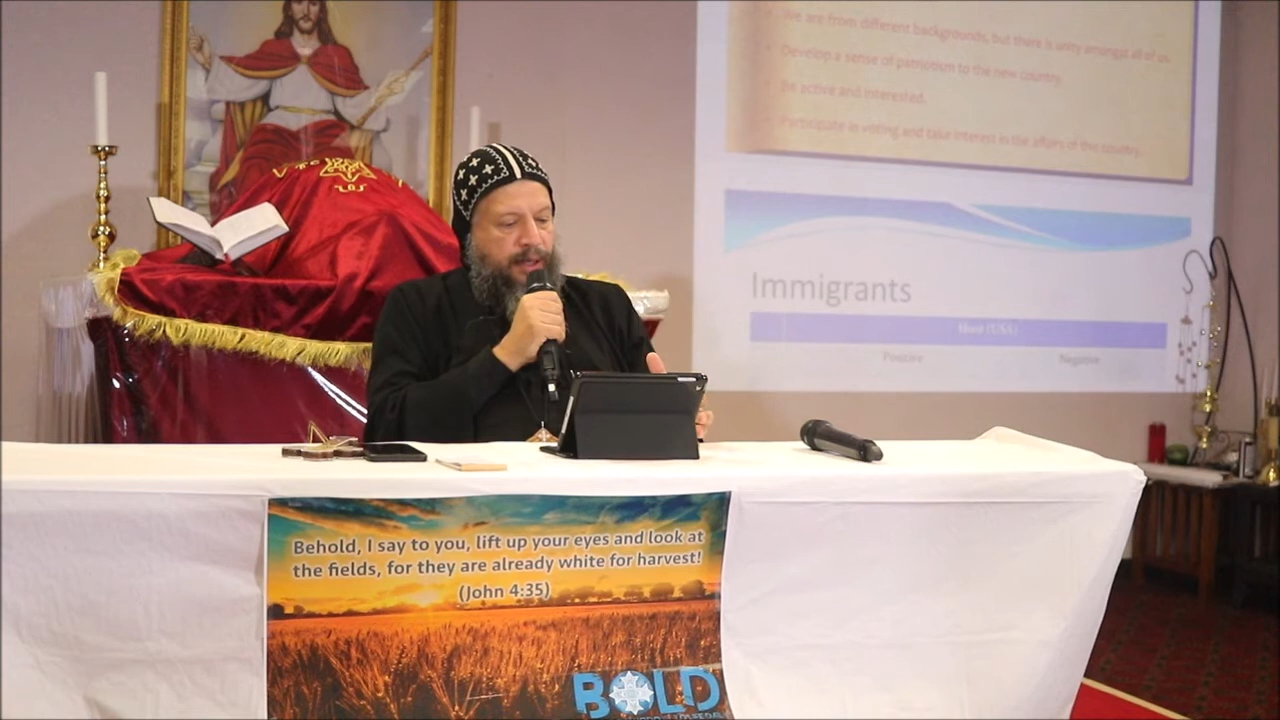 We are from different backgrounds, but there is unity amongst all of us.
Develop a sense of patriotism to the new country.
Be active and interested.
Participate in voting and take interest in the affairs of the country.
Immigrants
Host (USA)
Positive Negative
Behold, I say to you, lift up your eyes and look at
the fields, for they are already white for harvest!
(John 4:35)
BOLD